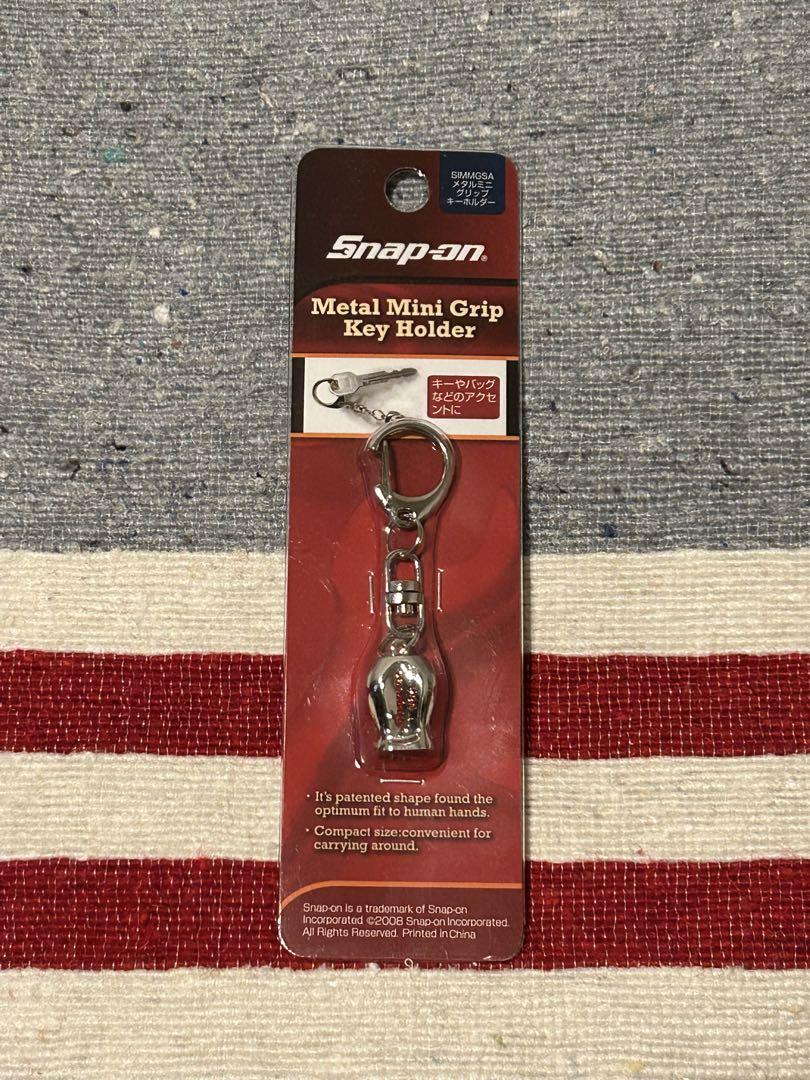 SIMMGSA
メタルミニ
グリップ
キーホルダー
Snap-on®
Metal Mini Grip
Key Holder
キーやバッグ
などのアクセ
ントに
• It's patented shape found the
optimum fit to human hands.
• Compact size:convenient for
carrying around.
Snap-on is a trademark of Snap-on
Incorporated ©2008 Snap-on Incorporated.
All Rights Reserved. Printed in China